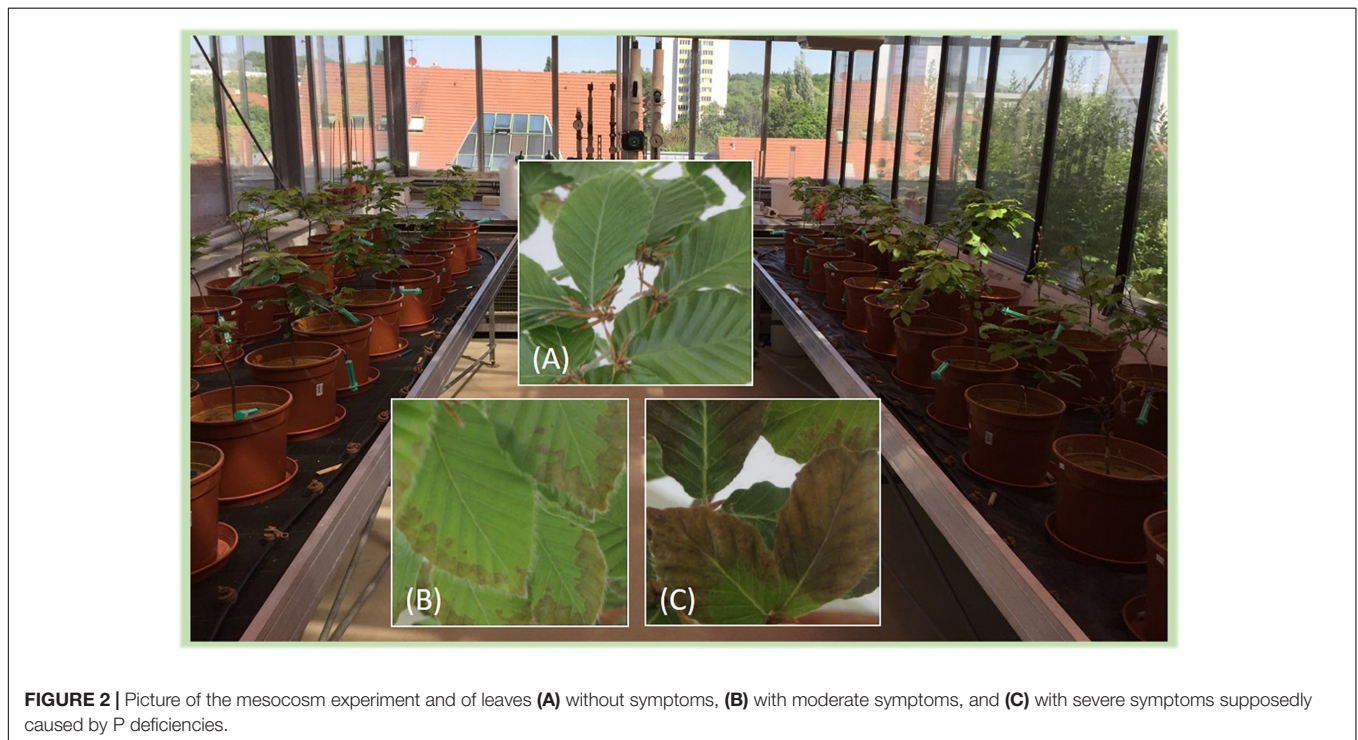 (A)
(B)
(C)
FIGURE 2 | Picture of the mesocosm experiment and of leaves (A) without symptoms, (B) with moderate symptoms, and (C) with severe symptoms supposedly
caused by P deficiencies.